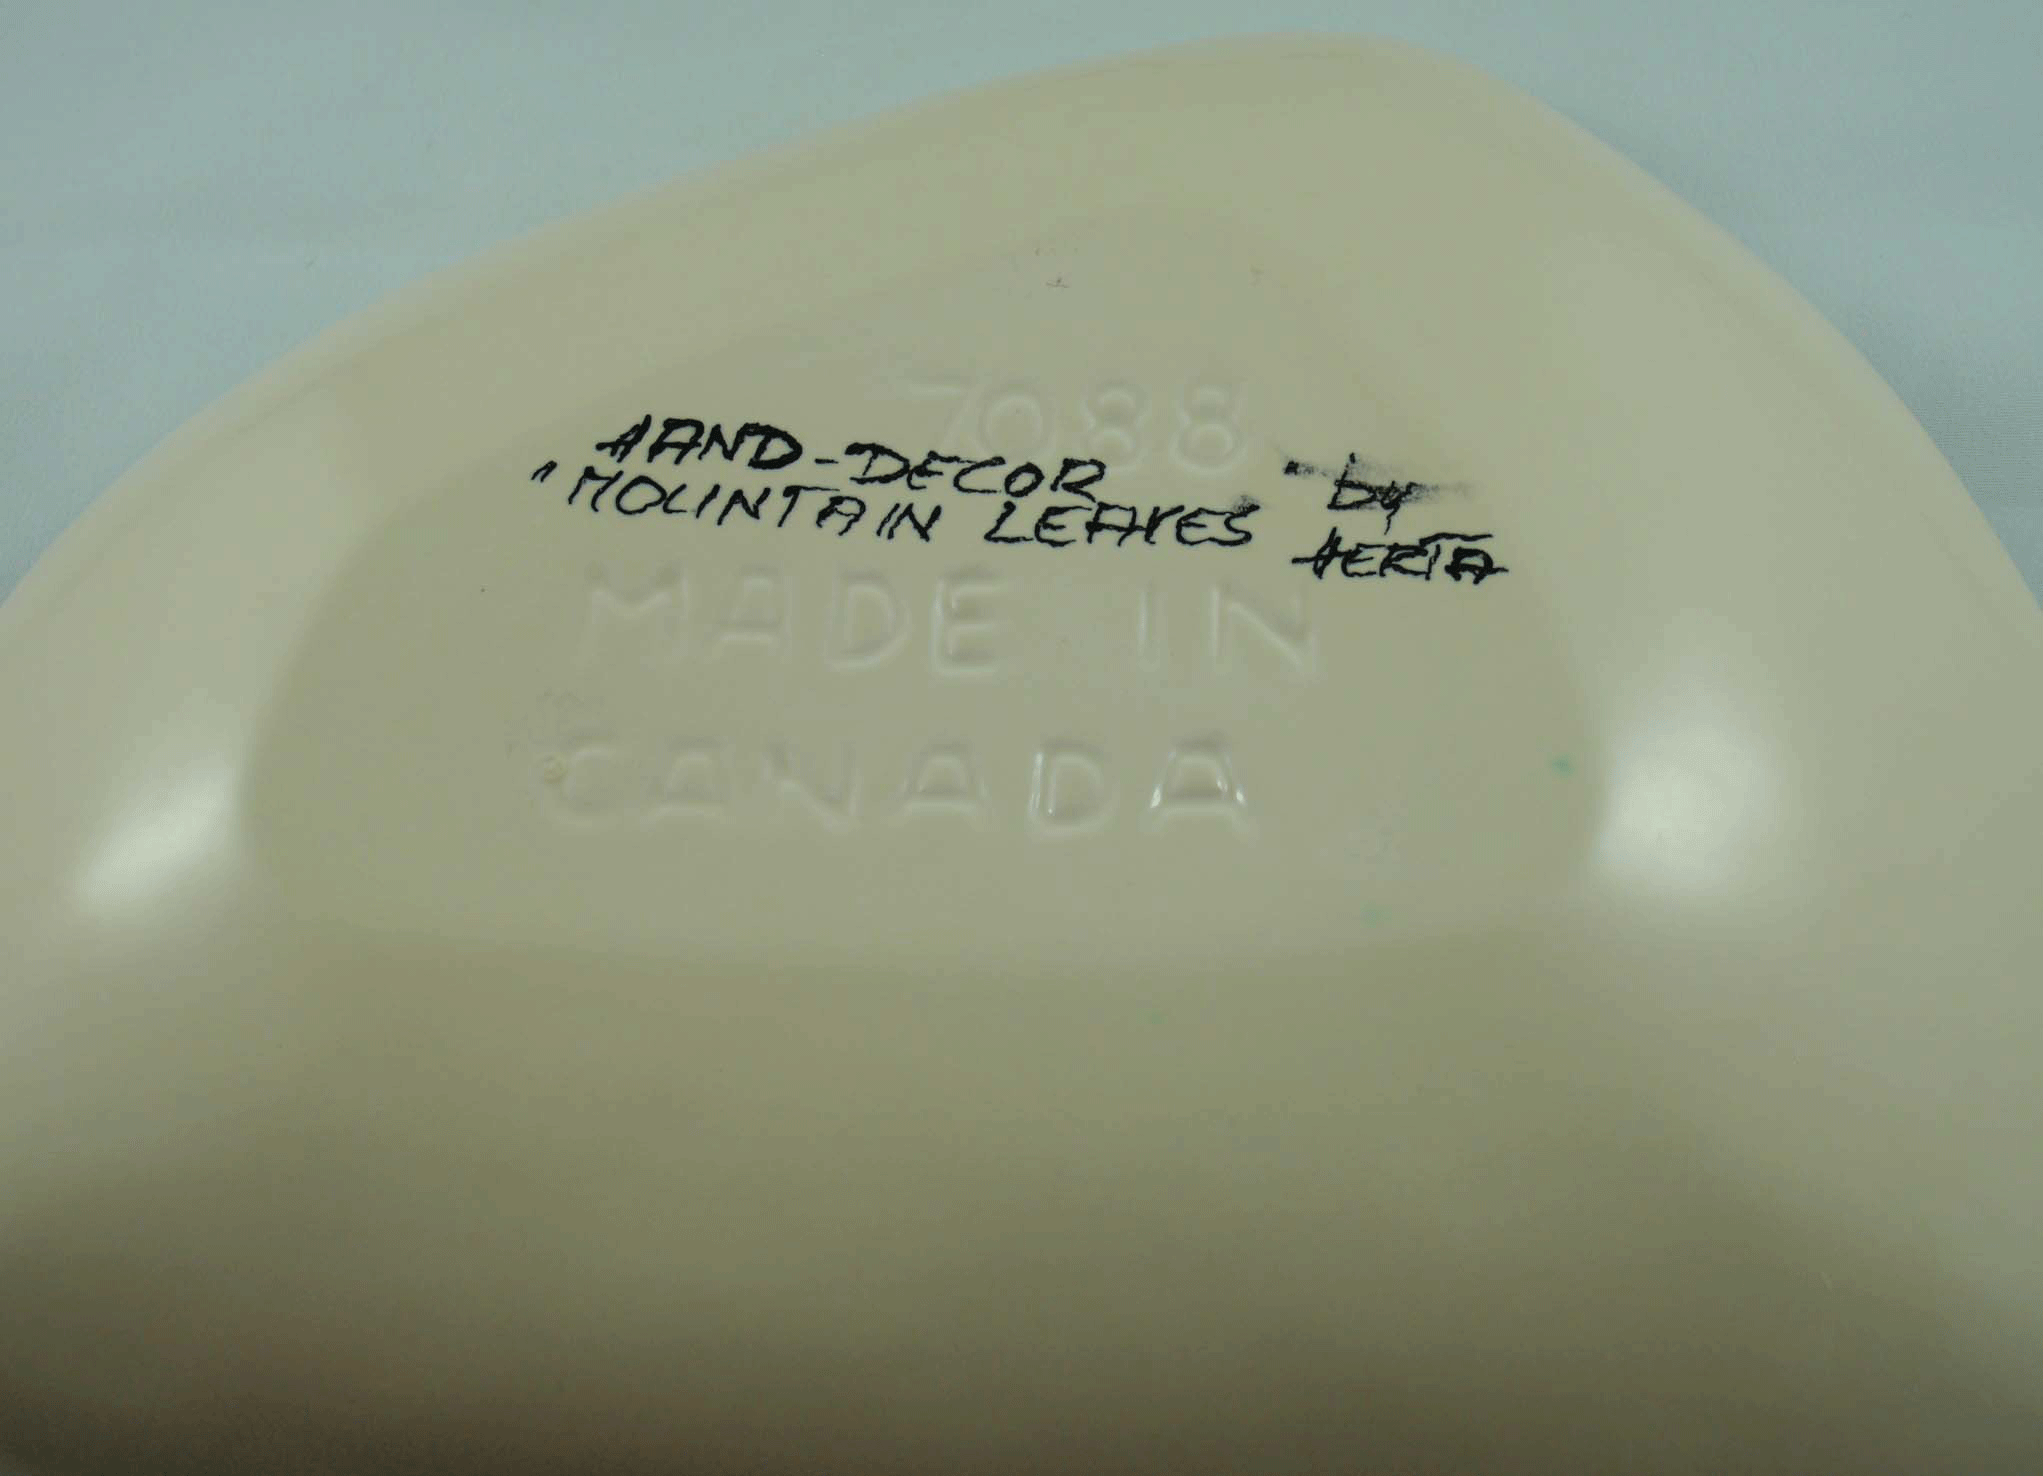 7088
HAND-DECOR
"MOUNTAIN LEAVES" by
HERTA
MADE IN
CANADA